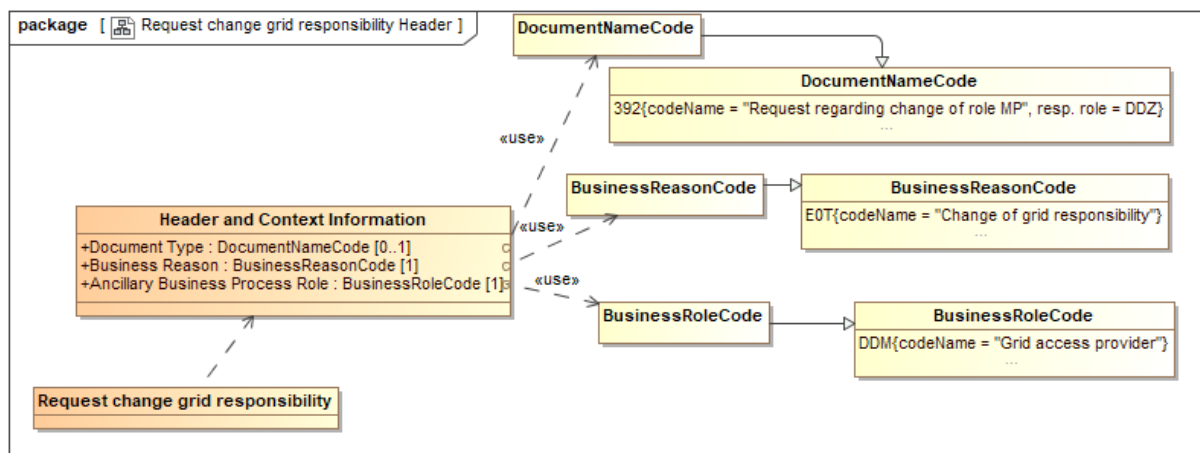 package [ Request change grid responsibility Header ]
DocumentNameCode
DocumentNameCode
392{codeName = "Request regarding change of role MP", resp. role = DDZ}
...
«use»
BusinessReasonCode
BusinessReasonCode
E0T{codeName = "Change of grid responsibility"}
...
«use»
Header and Context Information
+Document Type : DocumentNameCode [0..1]
+Business Reason : BusinessReasonCode [1]
+Ancillary Business Process Role : BusinessRoleCode [1]
«use»
BusinessRoleCode
BusinessRoleCode
DDM{codeName = "Grid access provider"}
...
Request change grid responsibility